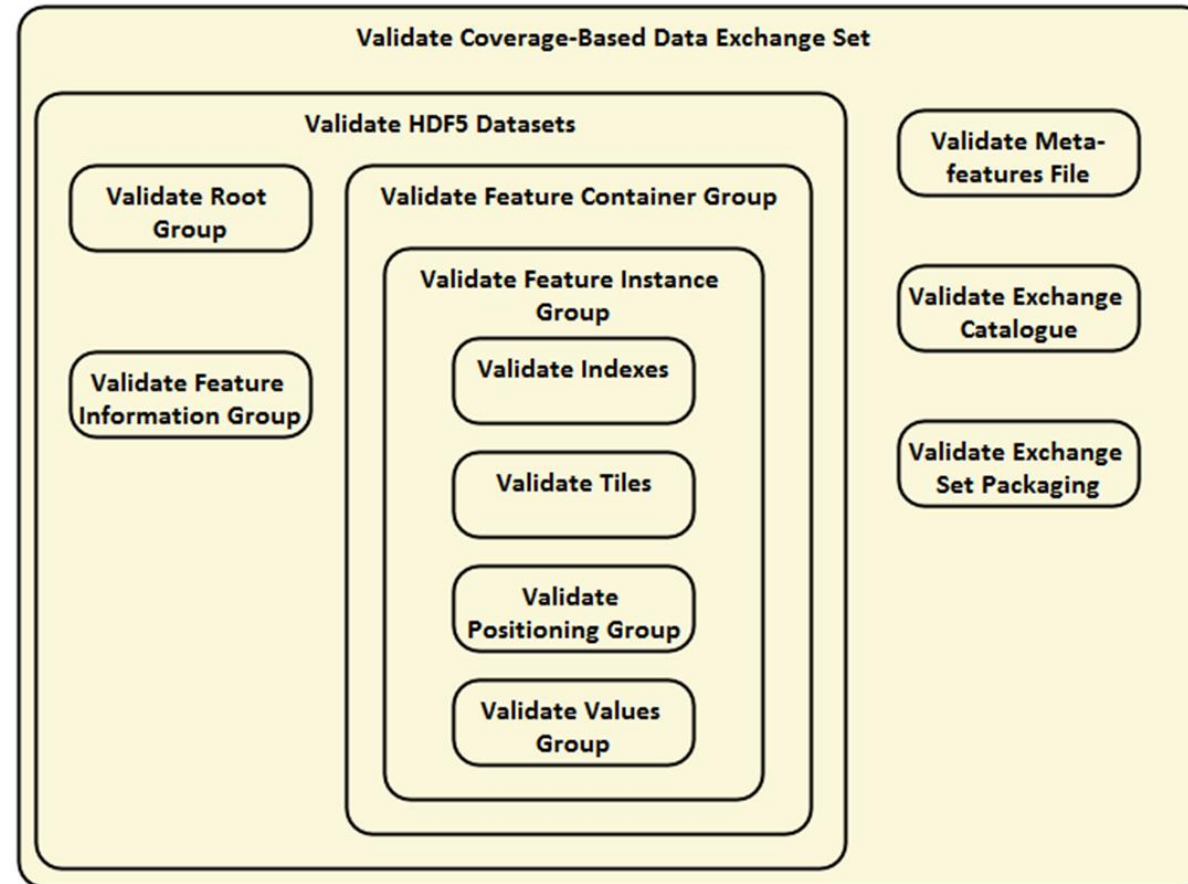 Validate Coverage-Based Data Exchange Set
Validate HDF5 Datasets
Validate Root
Group
Validate Feature
Information Group
Validate Feature Container Group
Validate Feature Instance
Group
Validate Indexes
Validate Tiles
Validate
Positioning Group
Validate Values
Group
Validate Meta-
features File
Validate Exchange
Catalogue
Validate Exchange
Set Packaging